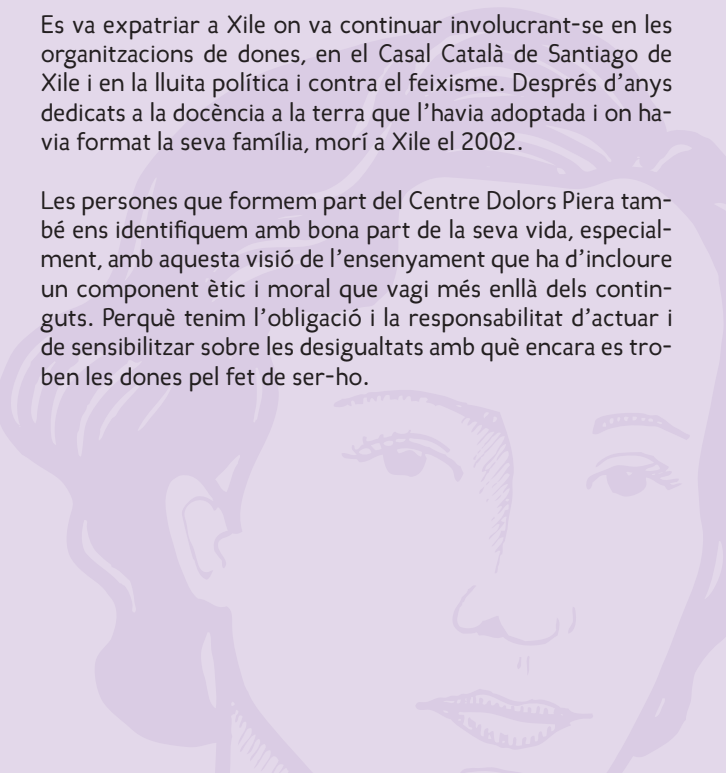 Es va expatriar a Xile on va continuar involucrant-se en les
organitzacions de dones, en el Casal Català de Santiago de
Xile i en la lluita política i contra el feixisme. Després d’anys
dedicats a la docència a la terra que l’havia adoptada i on ha-
via format la seva família, morí a Xile el 2002.
Les persones que formem part del Centre Dolors Piera tam-
bé ens identifiquem amb bona part de la seva vida, especial-
ment, amb aquesta visió de l’ensenyament que ha d’incloure
un component ètic i moral que vagi més enllà dels contin-
guts. Perquè tenim l’obligació i la responsabilitat d’actuar i
de sensibilitzar sobre les desigualtats amb què encara es tro-
ben les dones pel fet de ser-ho.